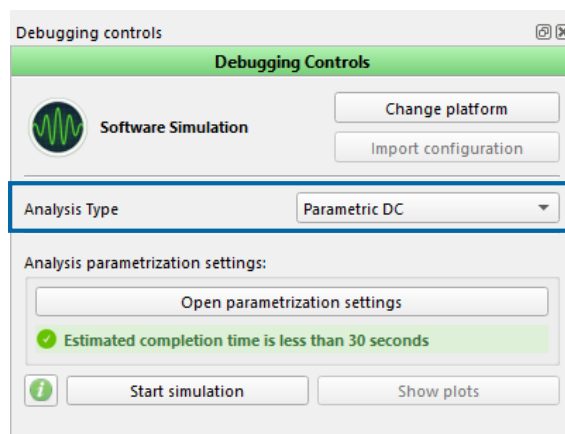 Debugging controls
Debugging Controls
Software Simulation
Change platform
Import configuration
Analysis Type
Parametric DC
Analysis parametrization settings:
Open parametrization settings
Estimated completion time is less than 30 seconds
i
Start simulation
Show plots